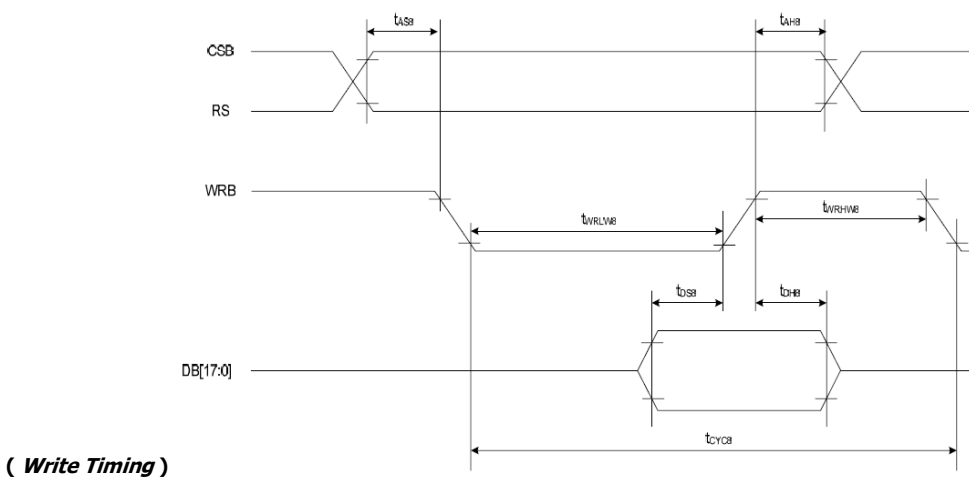 tAS8 tAH8
CSB
RS
WRB
tWRLW8 tWRHW8
tDS8 tDH8
DB[17:0]
tCYC8
( Write Timing )